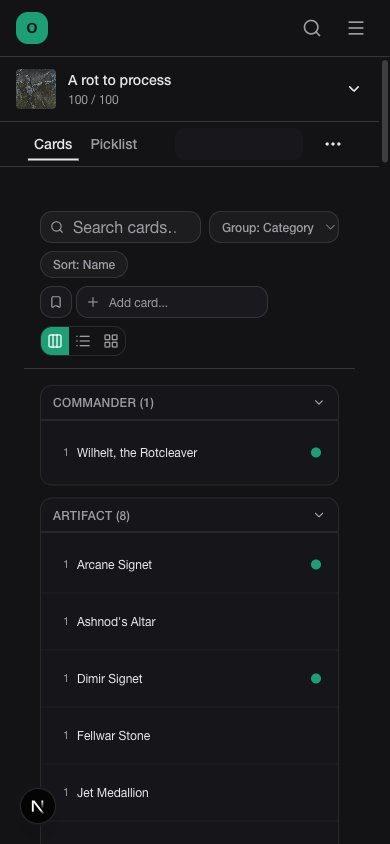 O
A rot to process
100 / 100
Cards Picklist
Search cards..
Group: Category
Sort: Name
Add card...
COMMANDER (1)
1 Wilhelt, the Rotcleaver
ARTIFACT (8)
1 Arcane Signet
1 Ashnod's Altar
1 Dimir Signet
1 Fellwar Stone
1 Jet Medallion
N